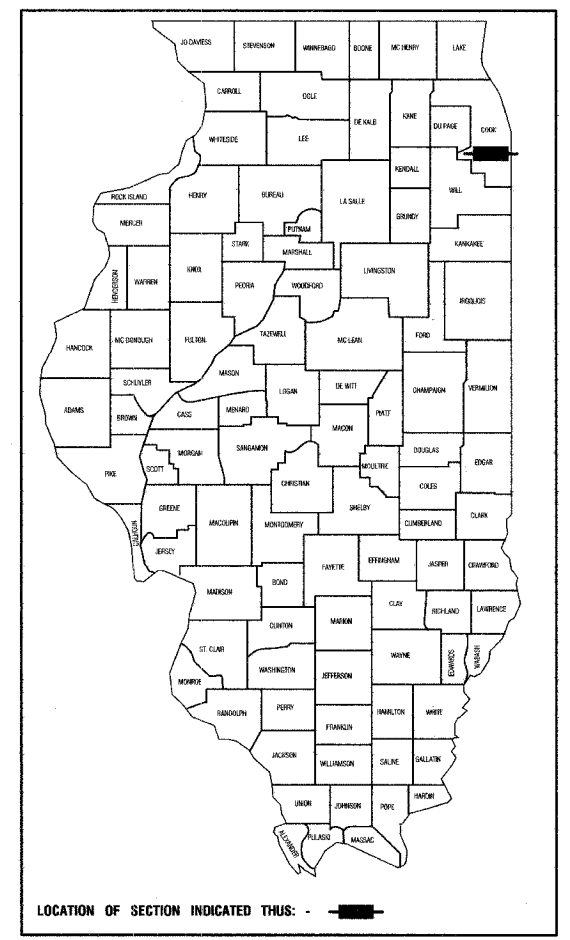 JO DAVIESS STEVENSON WINNEBAGO BOONE MC HENRY LAKE
CARROLL OGLE DE KALB KANE DU PAGE COOK
WHITESIDE LEE KENDALL WILL
ROCK ISLAND HENRY BUREAU LA SALLE GRUNDY
MERCER STARK PUTNAM KANKAKEE
HENDERSON WARREN KNOX PEORIA MARSHALL WOODFORD LIVINGSTON IROQUOIS
HANCOCK MC DONOUGH FULTON TAZEWELL MC LEAN FORD
SCHUYLER MASON LOGAN DE WITT CHAMPAIGN VERMILION
ADAMS BROWN CASS MENARD MACON PIATT
PIKE SCOTT MORGAN SANGAMON CHRISTIAN MOULTRIE DOUGLAS EDGAR
COLES
CALHOUN GREENE MACOUPIN MONTGOMERY SHELBY CUMBERLAND CLARK
JERSEY FAYETTE EFFINGHAM JASPER CRAWFORD
MADISON BOND CLAY RICHLAND LAWRENCE
CLINTON MARION
ST. CLAIR WASHINGTON JEFFERSON WAYNE EDWARDS WABASH
MONROE RANDOLPH PERRY HAMILTON WHITE
FRANKLIN
JACKSON WILLIAMSON SALINE GALLATIN
UNION JOHNSON POPE HARDIN
ALEXANDER PULASKI MASSAC
LOCATION OF SECTION INDICATED THUS: -